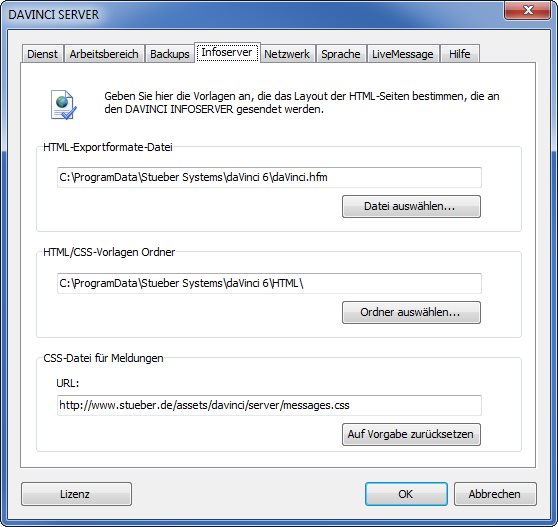 DAVINCI SERVER
Dienst Arbeitsbereich Backups Infoserver Netzwerk Sprache LiveMessage Hilfe
Geben Sie hier die Vorlagen an, die das Layout der HTML-Seiten bestimmen, die an
den DAVINCI INFOSERVER gesendet werden.
HTML-Exportformate-Datei
C:\ProgramData\Stueber Systems\daVinci 6\daVinci.hfm
Datei auswählen...
HTML/CSS-Vorlagen Ordner
C:\ProgramData\Stueber Systems\daVinci 6\HTML\
Ordner auswählen...
CSS-Datei für Meldungen
URL:
http://www.stueber.de/assets/davinci/server/messages.css
Auf Vorgabe zurücksetzen
Lizenz OK Abbrechen